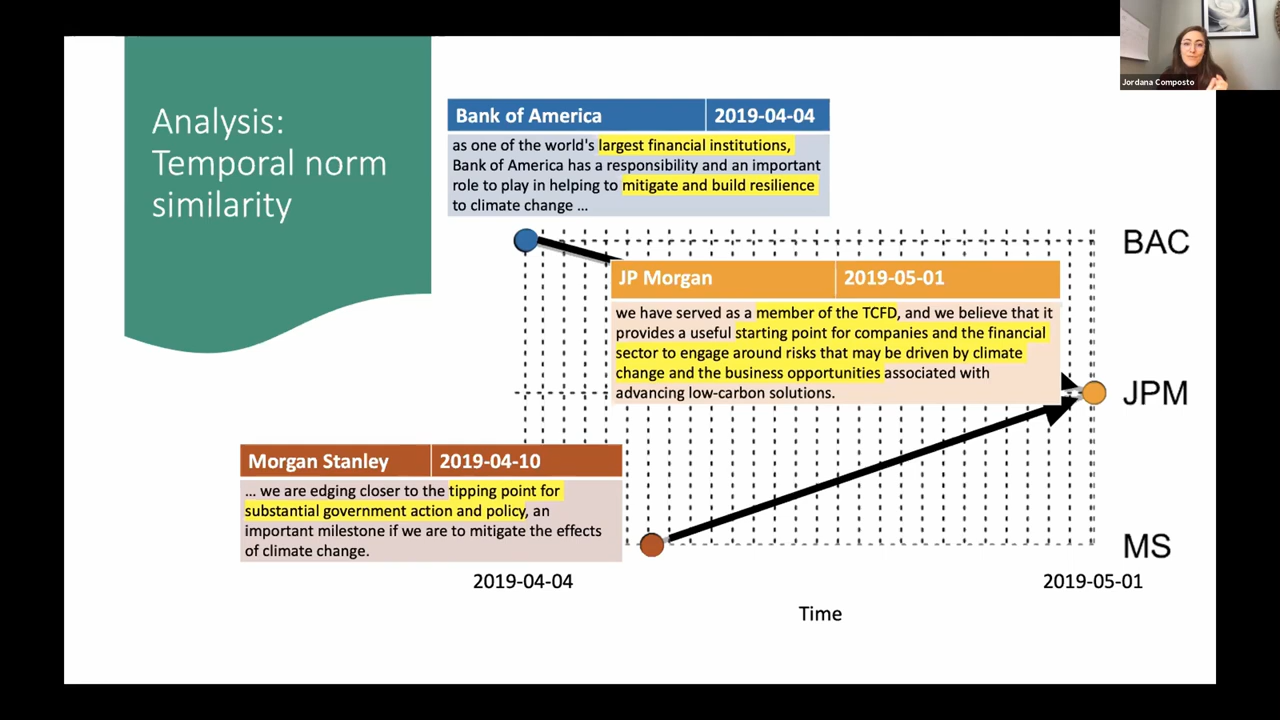 Jordana Composto
Analysis:
Temporal norm
similarity
Bank of America 2019-04-04
as one of the world's largest financial institutions,
Bank of America has a responsibility and an important
role to play in helping to mitigate and build resilience
to climate change ...
BAC
JP Morgan 2019-05-01
we have served as a member of the TCFD, and we believe that it
provides a useful starting point for companies and the financial
sector to engage around risks that may be driven by climate
change and the business opportunities associated with
advancing low-carbon solutions.
JPM
Morgan Stanley 2019-04-10
... we are edging closer to the tipping point for
substantial government action and policy, an
important milestone if we are to mitigate the effects
of climate change.
MS
2019-04-04 2019-05-01
Time